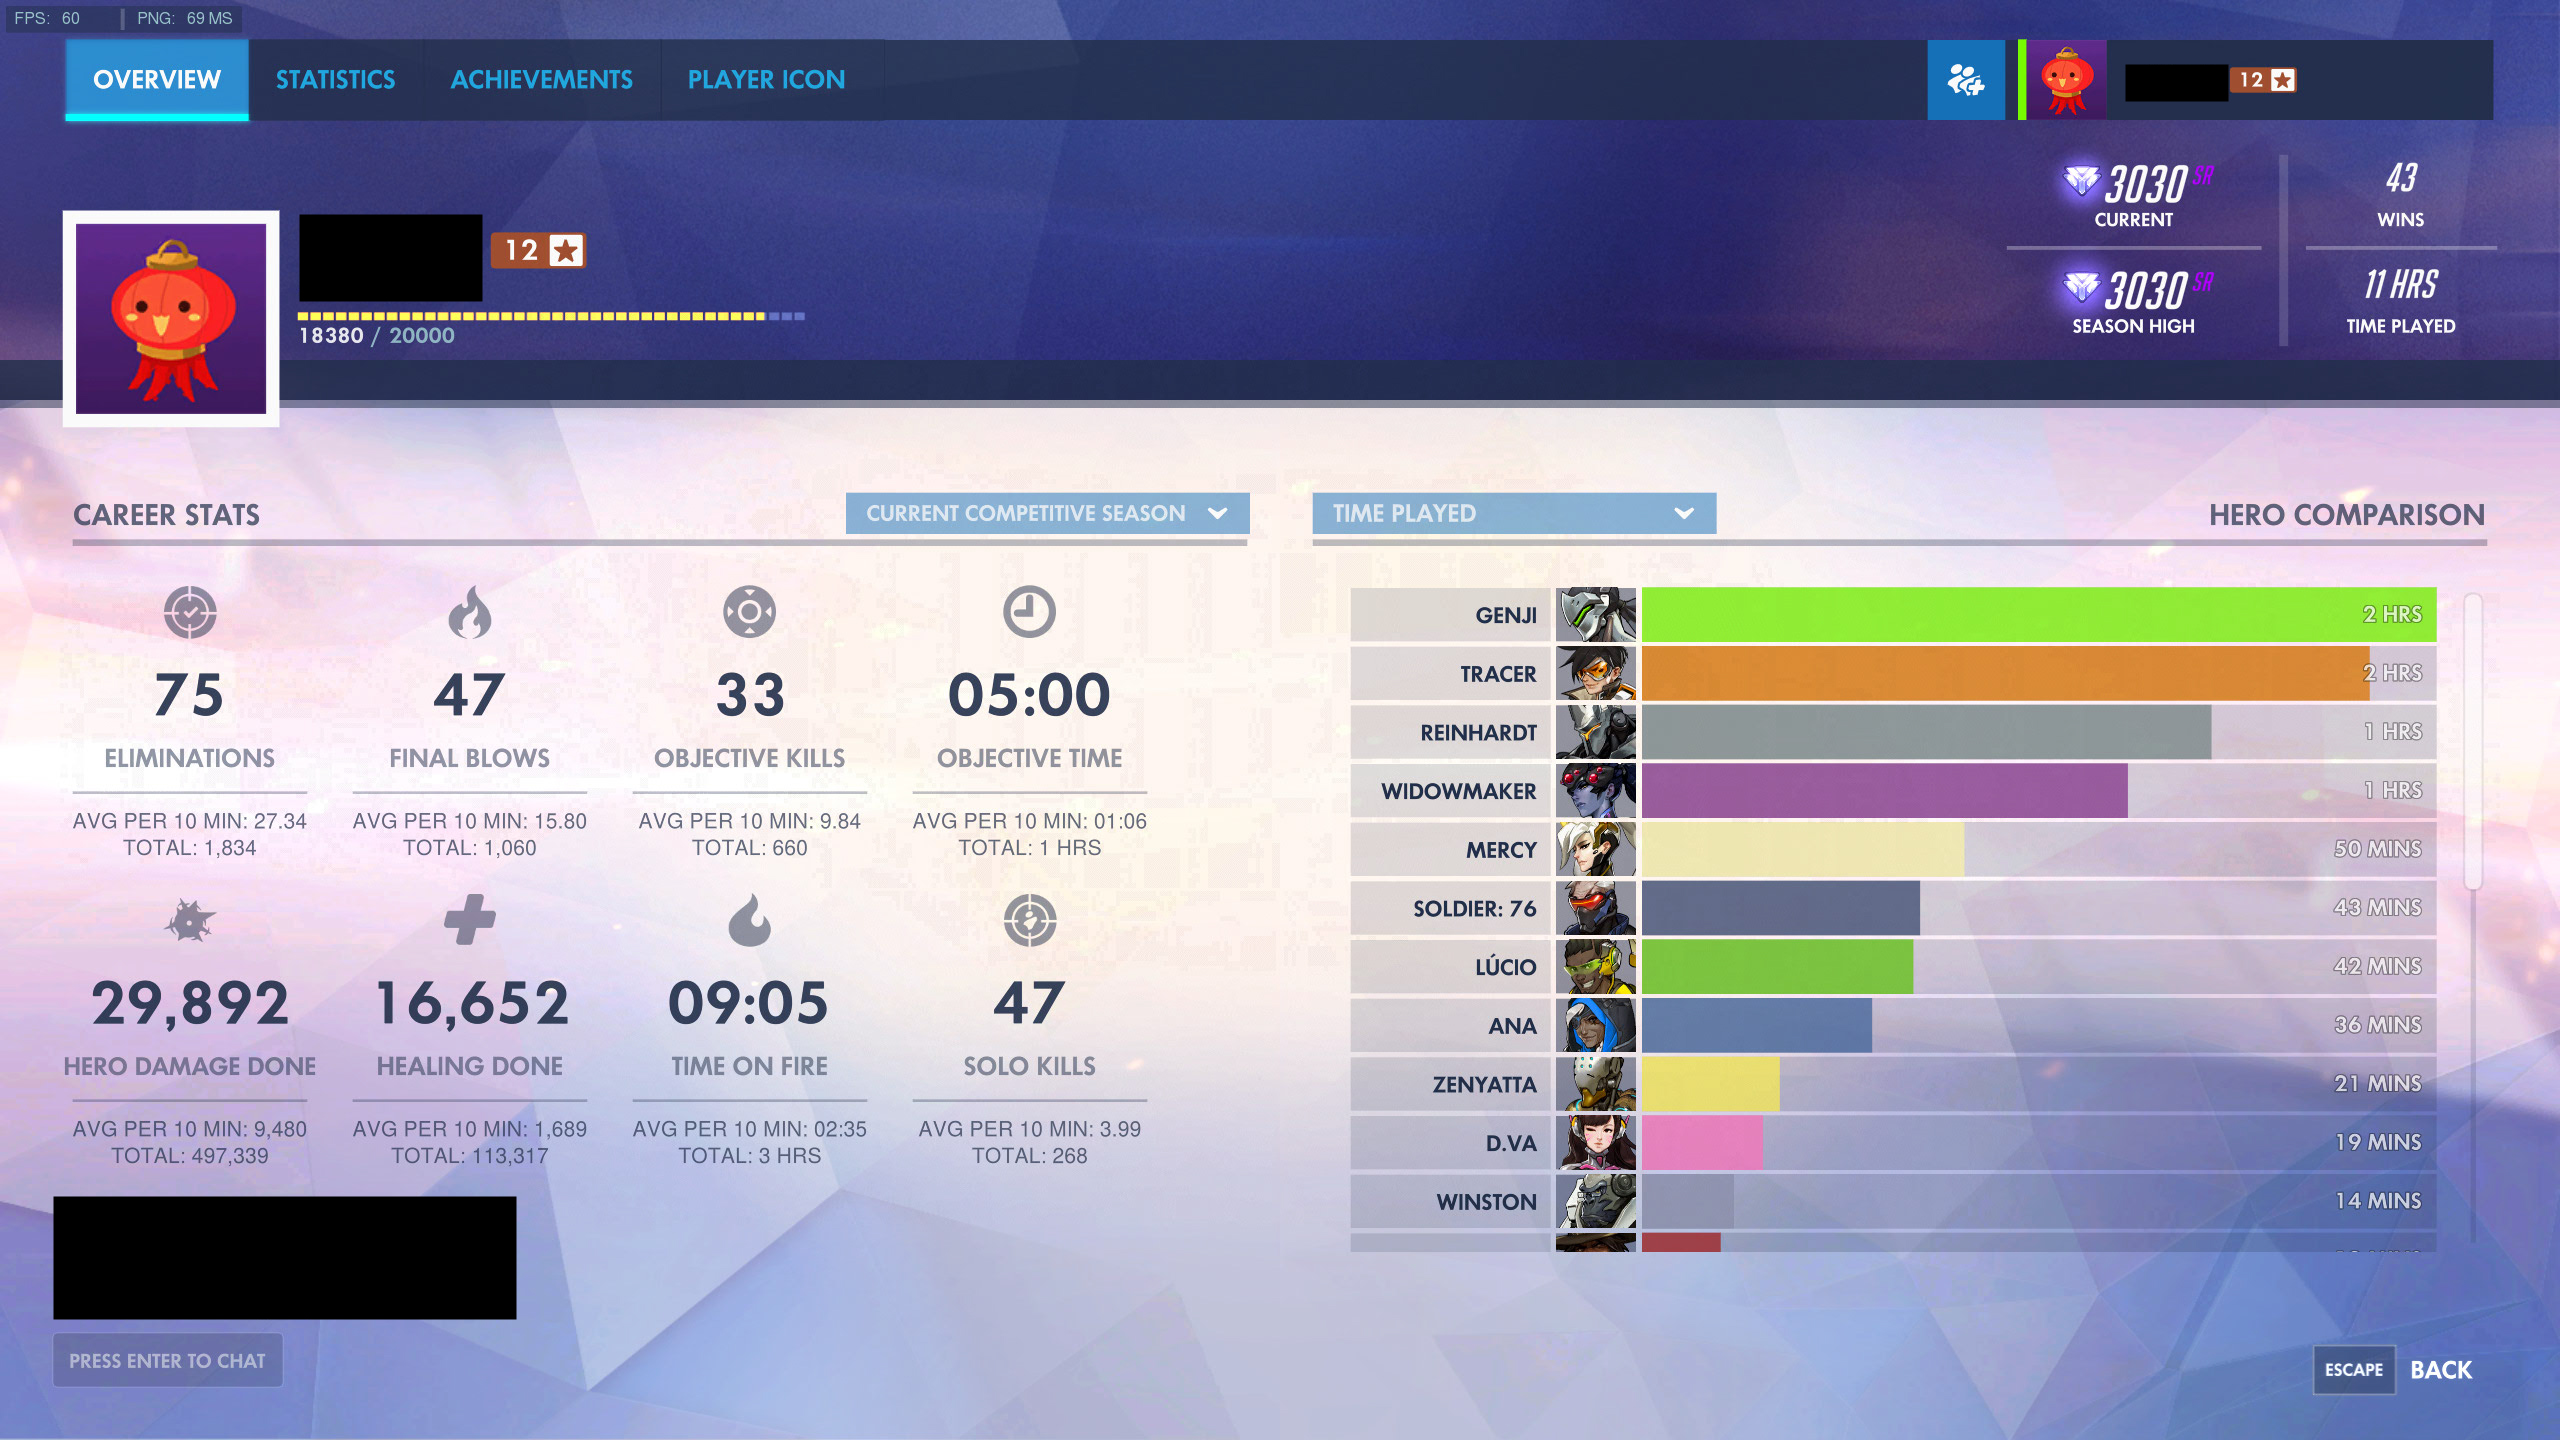 FPS: 60 PNG: 69 MS
OVERVIEW STATISTICS ACHIEVEMENTS PLAYER ICON
12
3030 SR
CURRENT
43
WINS
3030 SR
SEASON HIGH
11 HRS
TIME PLAYED
12
18380 / 20000
CAREER STATS
CURRENT COMPETITIVE SEASON
75
ELIMINATIONS
AVG PER 10 MIN: 27.34
TOTAL: 1,834
47
FINAL BLOWS
AVG PER 10 MIN: 15.80
TOTAL: 1,060
33
OBJECTIVE KILLS
AVG PER 10 MIN: 9.84
TOTAL: 660
05:00
OBJECTIVE TIME
AVG PER 10 MIN: 01:06
TOTAL: 1 HRS
29,892
HERO DAMAGE DONE
AVG PER 10 MIN: 9,480
TOTAL: 497,339
16,652
HEALING DONE
AVG PER 10 MIN: 1,689
TOTAL: 113,317
09:05
TIME ON FIRE
AVG PER 10 MIN: 02:35
TOTAL: 3 HRS
47
SOLO KILLS
AVG PER 10 MIN: 3.99
TOTAL: 268
TIME PLAYED
HERO COMPARISON
GENJI 2 HRS
TRACER 2 HRS
REINHARDT 1 HRS
WIDOWMAKER 1 HRS
MERCY 50 MINS
SOLDIER: 76 43 MINS
LÚCIO 42 MINS
ANA 36 MINS
ZENYATTA 21 MINS
D.VA 19 MINS
WINSTON 14 MINS
PRESS ENTER TO CHAT
ESCAPE BACK